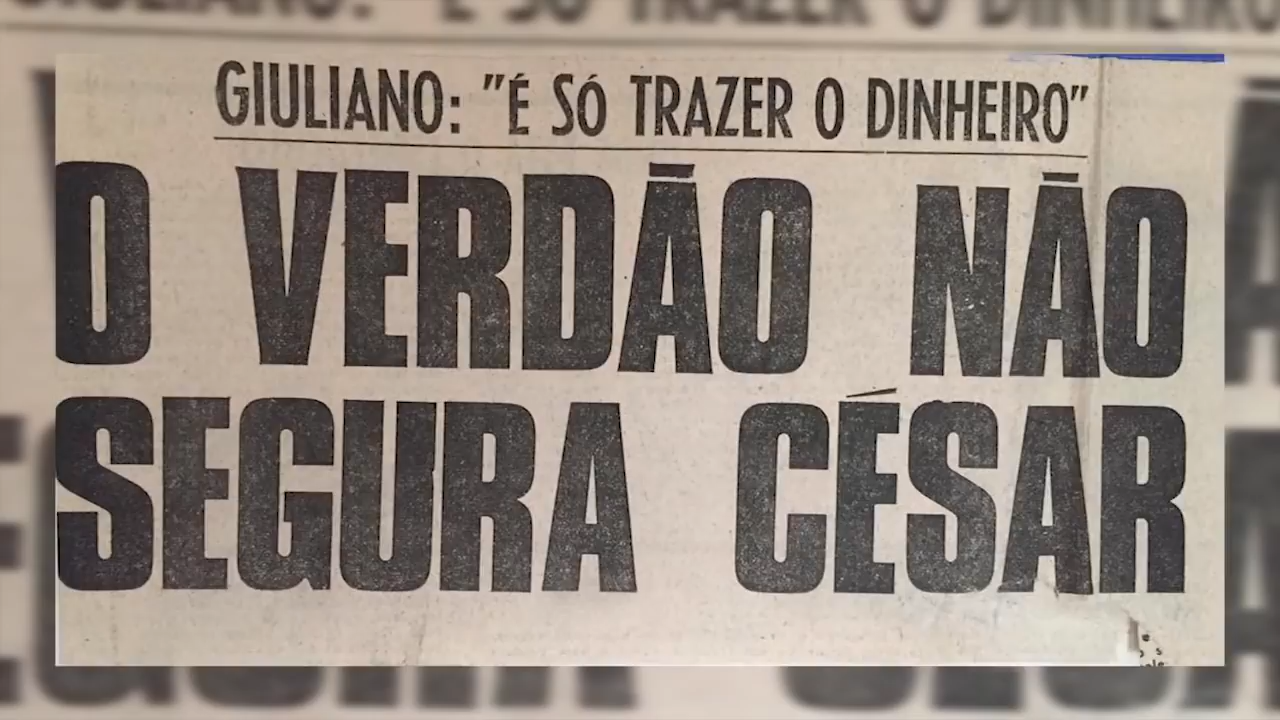 GIULIANO: "É SÓ TRAZER O DINHEIRO"
O VERDÃO NÃO
SEGURA CÉSAR